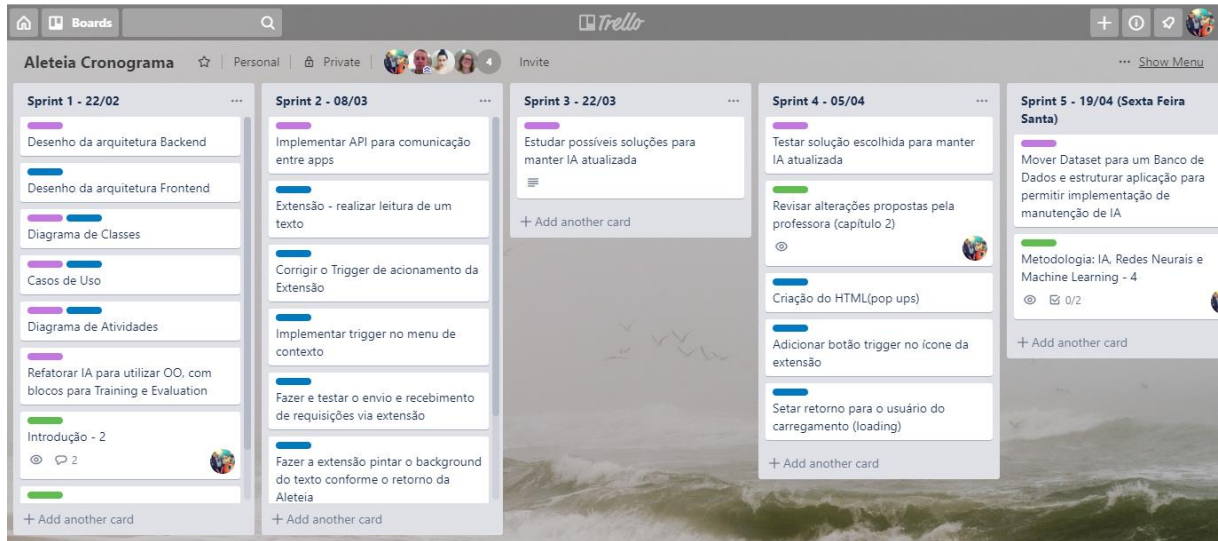 Boards
Trello
Aleteia Cronograma
Personal
Private
4
Invite
Show Menu
Sprint 1 - 22/02
Desenho da arquitetura Backend
Desenho da arquitetura Frontend
Diagrama de Classes
Casos de Uso
Diagrama de Atividades
Refatorar IA para utilizar OO, com
blocos para Training e Evaluation
Introdução - 2
2
+ Add another card
Sprint 2 - 08/03
Implementar API para comunicação
entre apps
Extensão - realizar leitura de um
texto
Corrigir o Trigger de acionamento da
Extensão
Implementar trigger no menu de
contexto
Fazer e testar o envio e recebimento
de requisições via extensão
Fazer a extensão pintar o background
do texto conforme o retorno da
Aleteia
+ Add another card
Sprint 3 - 22/03
Estudar possíveis soluções para
manter IA atualizada
+ Add another card
Sprint 4 - 05/04
Testar solução escolhida para manter
IA atualizada
Revisar alterações propostas pela
professora (capítulo 2)
Criação do HTML(pop ups)
Adicionar botão trigger no ícone da
extensão
Setar retorno para o usuário do
carregamento (loading)
+ Add another card
Sprint 5 - 19/04 (Sexta Feira
Santa)
Mover Dataset para um Banco de
Dados e estruturar aplicação para
permitir implementação de
manutenção de IA
Metodologia: IA, Redes Neurais e
Machine Learning - 4
0/2
+ Add another card